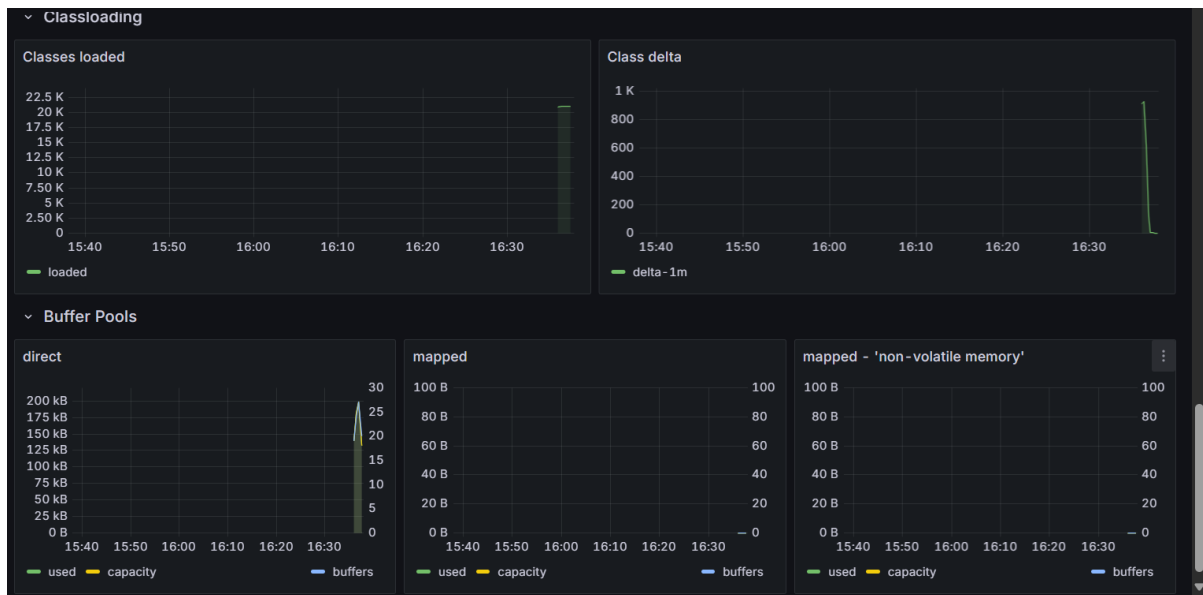 Classloading
Classes loaded
22.5 K
20 K
17.5 K
15 K
12.5 K
10 K
7.50 K
5 K
2.50 K
0
15:40 15:50 16:00 16:10 16:20 16:30
loaded
Class delta
1 K
800
600
400
200
0
15:40 15:50 16:00 16:10 16:20 16:30
delta-1m
Buffer Pools
direct
200 kB
175 kB
150 kB
125 kB
100 kB
75 kB
50 kB
25 kB
0 B
30
25
20
15
10
5
0
15:40 15:50 16:00 16:10 16:20 16:30
used capacity buffers
mapped
100 B 100
80 B 80
60 B 60
40 B 40
20 B 20
0 B 0
15:40 15:50 16:00 16:10 16:20 16:30
used capacity buffers
mapped - 'non-volatile memory'
100 B 100
80 B 80
60 B 60
40 B 40
20 B 20
0 B 0
15:40 15:50 16:00 16:10 16:20 16:30
used capacity buffers